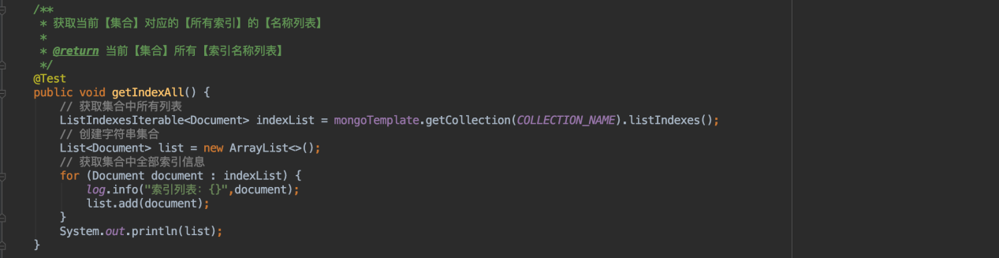 /**
 * 获取当前【集合】对应的【所有索引】的【名称列表】
 *
 * @return 当前【集合】所有【索引名称列表】
 */
@Test
public void getIndexAll() {
    // 获取集合中所有列表
    ListIndexesIterable<Document> indexList = mongoTemplate.getCollection(COLLECTION_NAME).listIndexes();
    // 创建字符串集合
    List<Document> list = new ArrayList<>();
    // 获取集合中全部索引信息
    for (Document document : indexList) {
        log.info("索引列表：{}",document);
        list.add(document);
    }
    System.out.println(list);
}